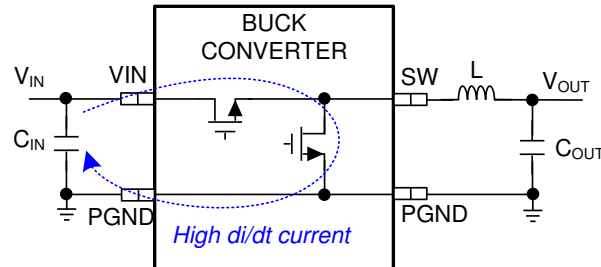 BUCK
CONVERTER
VIN
VIN
SW
L
VOUT
CIN
COUT
PGND
PGND
High di/dt current